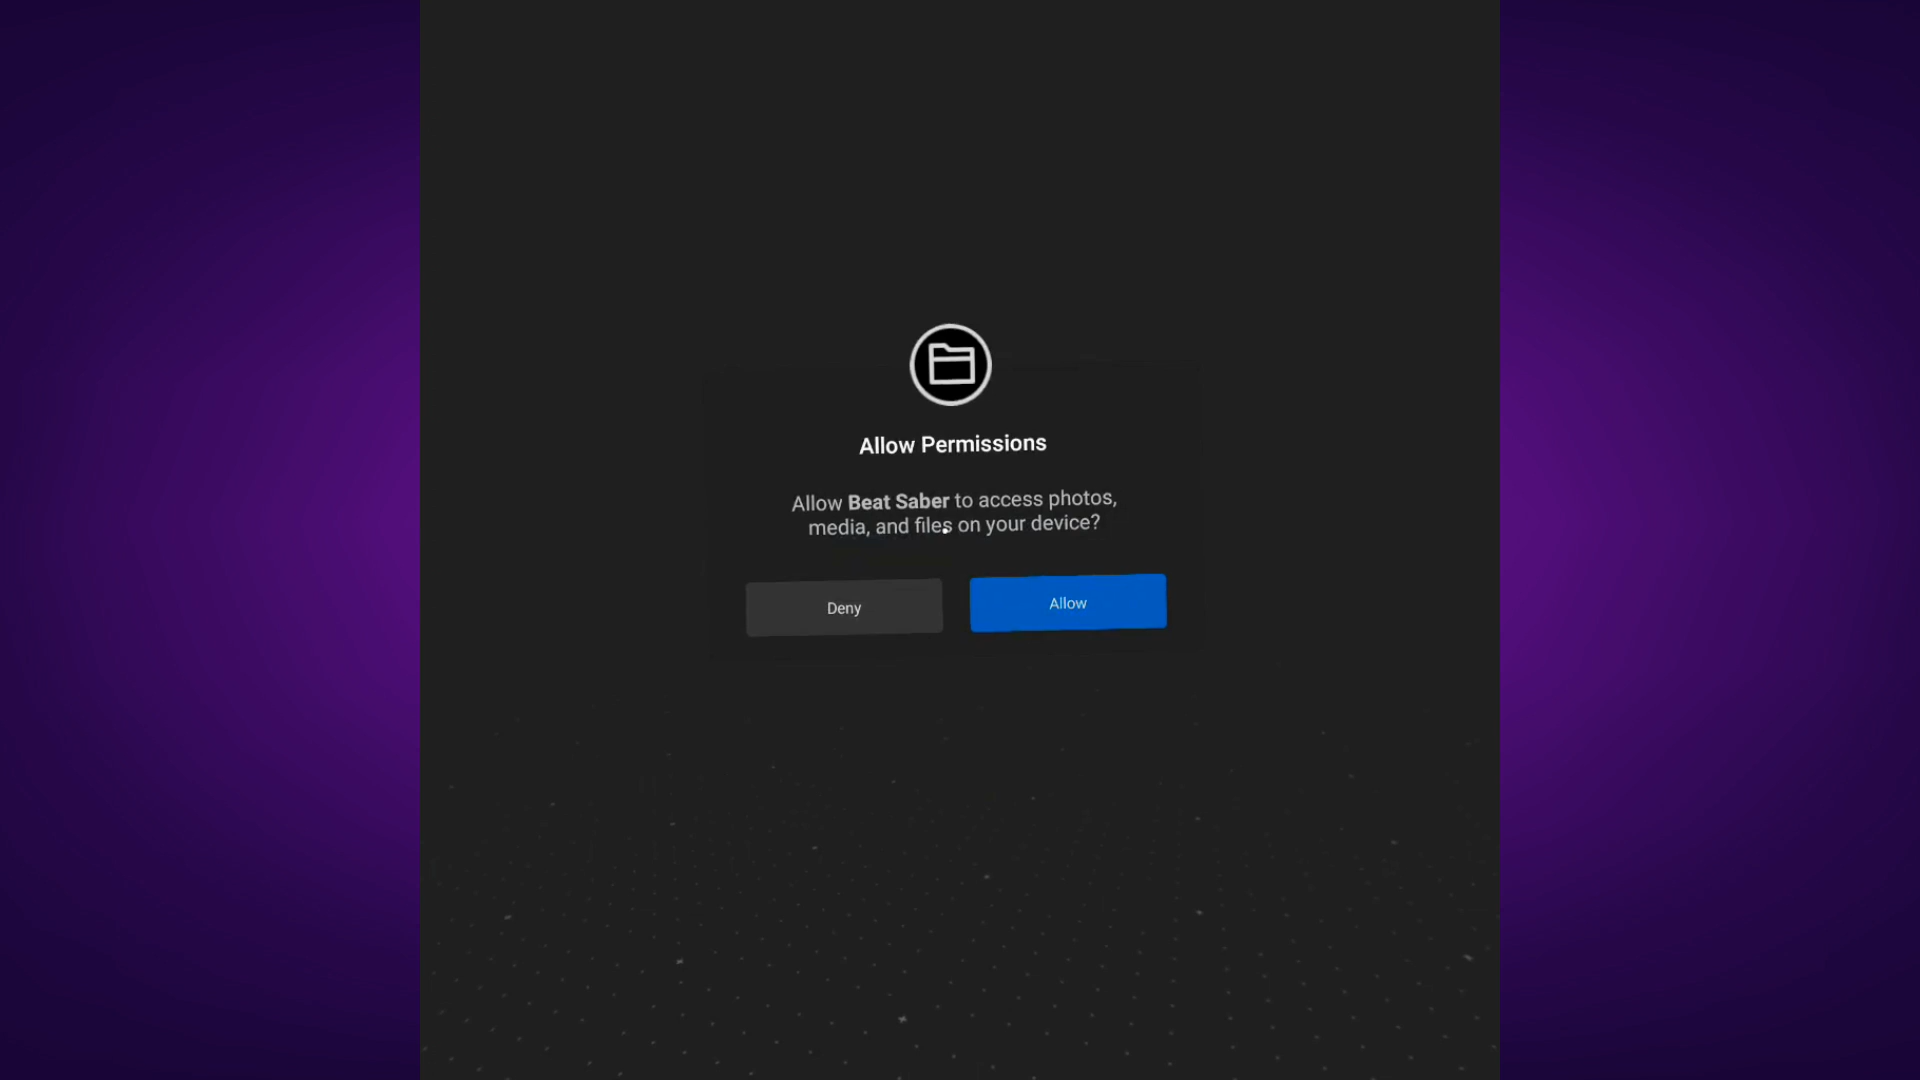 Allow Permissions
Allow Beat Saber to access photos,
media, and files on your device?
Deny
Allow